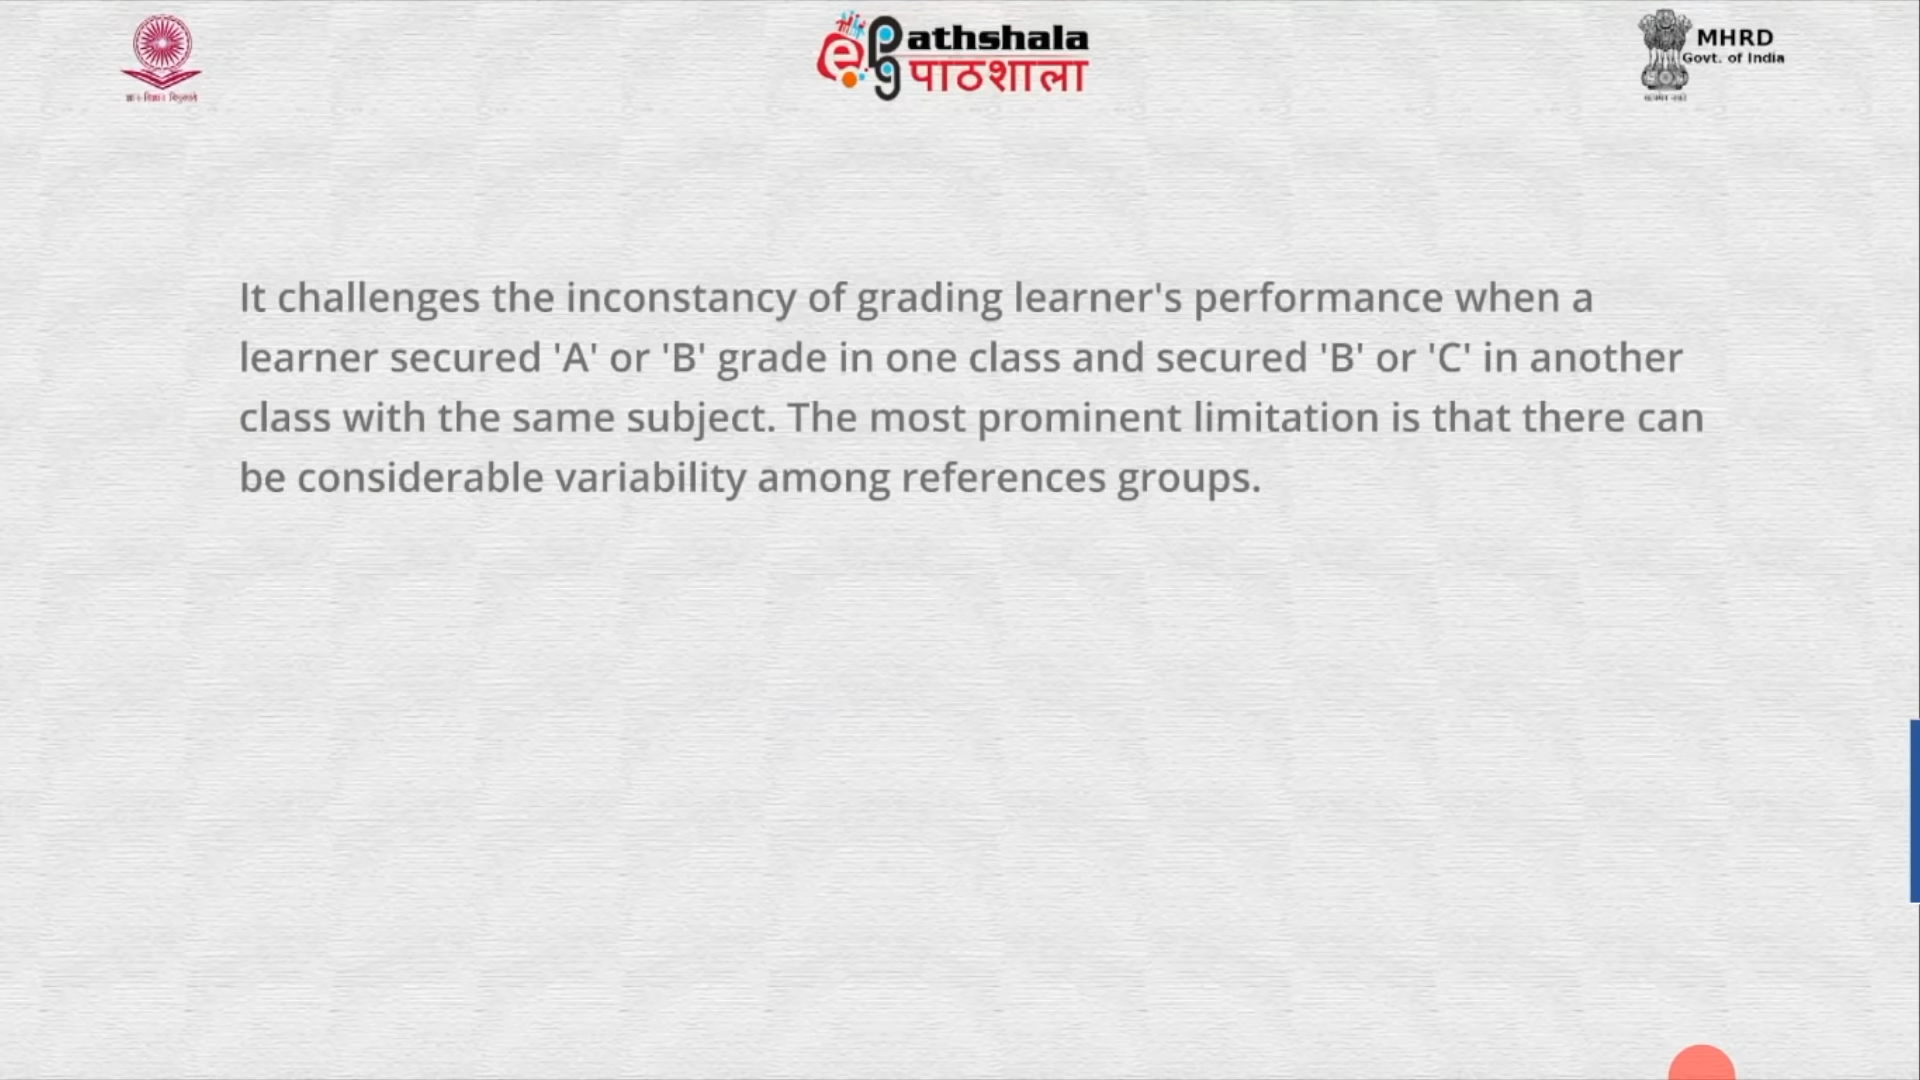 athshala
पाठशाला
MHRD
Govt. of India
It challenges the inconstancy of grading learner's performance when a
learner secured 'A' or 'B' grade in one class and secured 'B' or 'C' in another
class with the same subject. The most prominent limitation is that there can
be considerable variability among references groups.